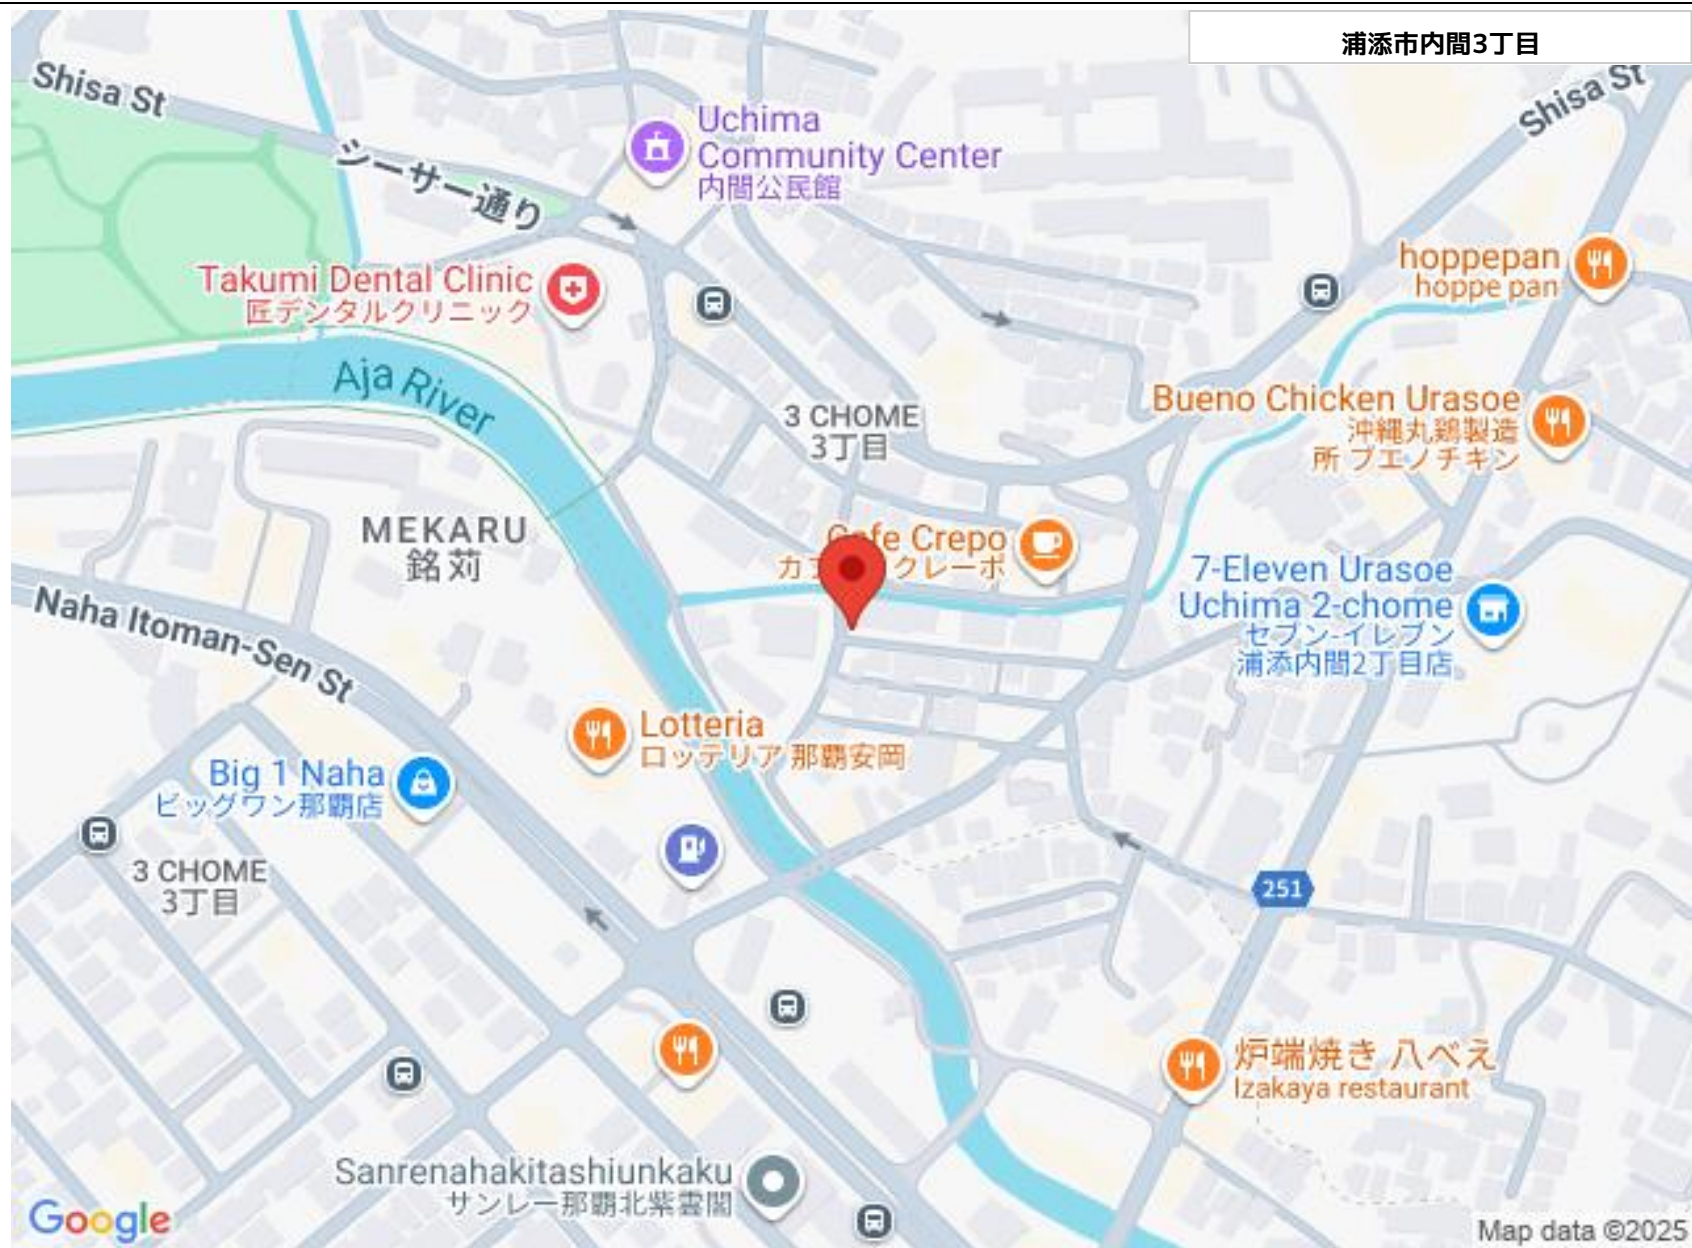 浦添市内間3丁目
Shisa St
Shisa St
シーサー通り
Uchima
Community Center
内間公民館
Takumi Dental Clinic
匠デンタルクリニック
hoppepan
hoppe pan
Aja River
Bueno Chicken Urasoe
沖縄丸鶏製造
所 ブエノチキン
3 CHOME
3丁目
MEKARU
銘苅
Cafe Crepo
カフェ クレーポ
7-Eleven Urasoe
Uchima 2-chome
セブン-イレブン
浦添内間2丁目店
Naha Itoman-Sen St
Lotteria
ロッテリア 那覇安岡
Big 1 Naha
ビッグワン那覇店
3 CHOME
3丁目
251
炉端焼き 八べえ
Izakaya restaurant
Sanrenahakitashiunkaku
サンレー那覇北紫雲閣
Google
Map data ©2025